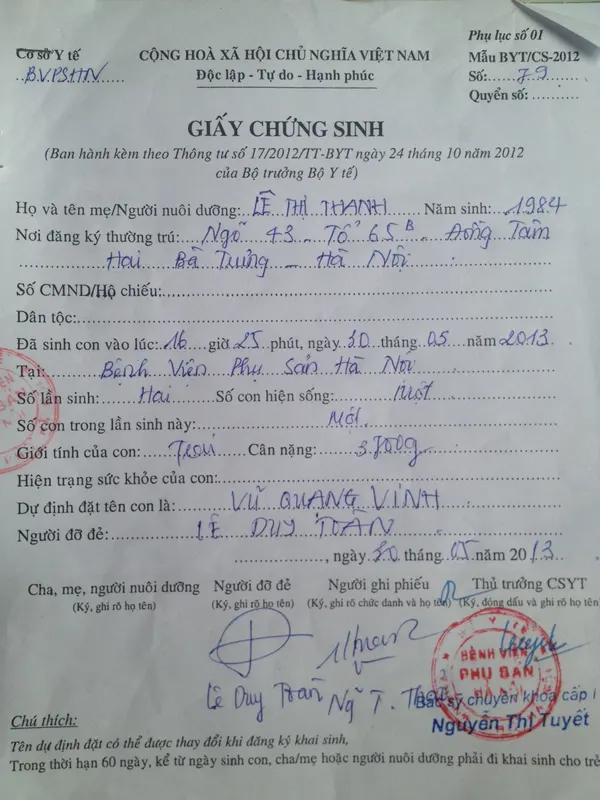 Phụ lục số 01
Cơ sở Y tế CỘNG HOÀ XÃ HỘI CHỦ NGHĨA VIỆT NAM Mẫu BYT/CS-2012
B.V.PSHN Độc lập - Tự do - Hạnh phúc Số: 79
Quyển số:
GIẤY CHỨNG SINH
(Ban hành kèm theo Thông tư số 17/2012/TT-BYT ngày 24 tháng 10 năm 2012
của Bộ trưởng Bộ Y tế)
Họ và tên mẹ/Người nuôi dưỡng: LÊ THỊ THANH Năm sinh: 1984
Nơi đăng ký thường trú: Ngõ 43 - Tổ 65B - Đồng Tâm
Hai Bà Trưng - Hà Nội
Số CMND/Hộ chiếu:
Dân tộc:
Đã sinh con vào lúc: 16 giờ 25 phút, ngày 30 tháng 05 năm 2013
Tại: Bệnh Viện Phụ Sản Hà Nội
Số lần sinh: Hai Số con hiện sống: Một
Số con trong lần sinh này: Một
Giới tính của con: Trai Cân nặng: 3700g
Hiện trạng sức khỏe của con:
Dự định đặt tên con là: VŨ QUANG VINH
Người đỡ đẻ: LÊ DUY TOÀN
, ngày 30 tháng 05 năm 2013
Cha, mẹ, người nuôi dưỡng Người đỡ đẻ Người ghi phiếu Thủ trưởng CSYT
(Ký, ghi rõ họ tên) (Ký, ghi rõ họ tên) (Ký, ghi rõ chức danh và họ tên) (Ký, đóng dấu và ghi rõ họ tên)
BỆNH VIỆN
PHỤ SẢN
HÀ NỘI
Lê Duy Toàn Ng T.
Bác sỹ chuyên khoa cấp I
Nguyễn Thị Tuyết
Chú thích:
Tên dự định đặt có thể được thay đổi khi đăng ký khai sinh,
Trong thời hạn 60 ngày, kể từ ngày sinh con, cha/mẹ hoặc người nuôi dưỡng phải đi khai sinh cho trẻ